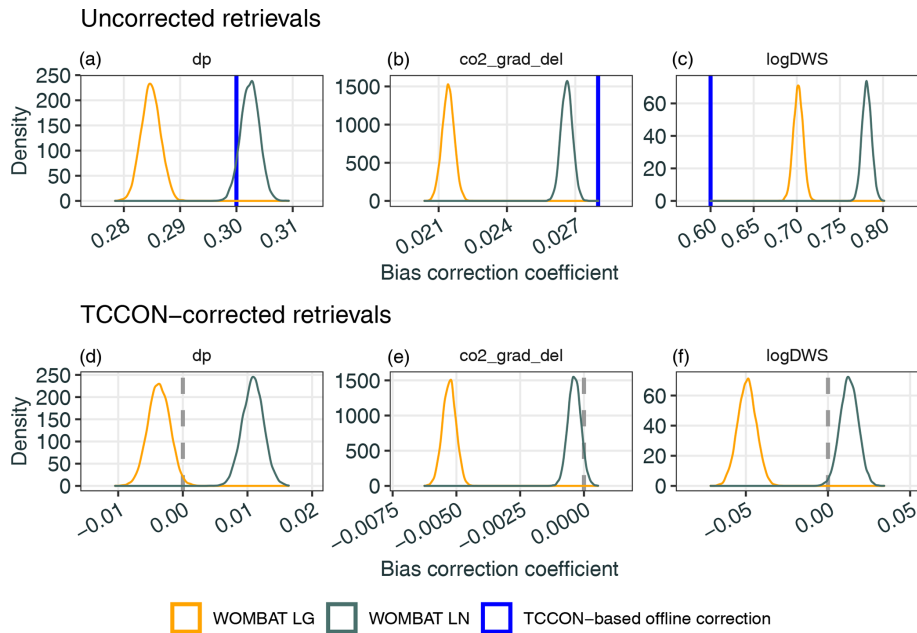 Uncorrected retrievals
(a) dp (b) co2_grad_del (c) logDWS
Density
250
200
150
100
50
0
0.28 0.29 0.30 0.31
1500
1000
500
0
0.021 0.024 0.027
60
40
20
0
0.60 0.65 0.70 0.75 0.80
Bias correction coefficient
TCCON−corrected retrievals
(d) dp (e) co2_grad_del (f) logDWS
Density
250
200
150
100
50
0
−0.01 0.00 0.01 0.02
1500
1000
500
0
−0.0075 −0.0050 −0.0025 0.0000
60
40
20
0
−0.05 0.00 0.05
Bias correction coefficient
WOMBAT LG WOMBAT LN TCCON−based offline correction